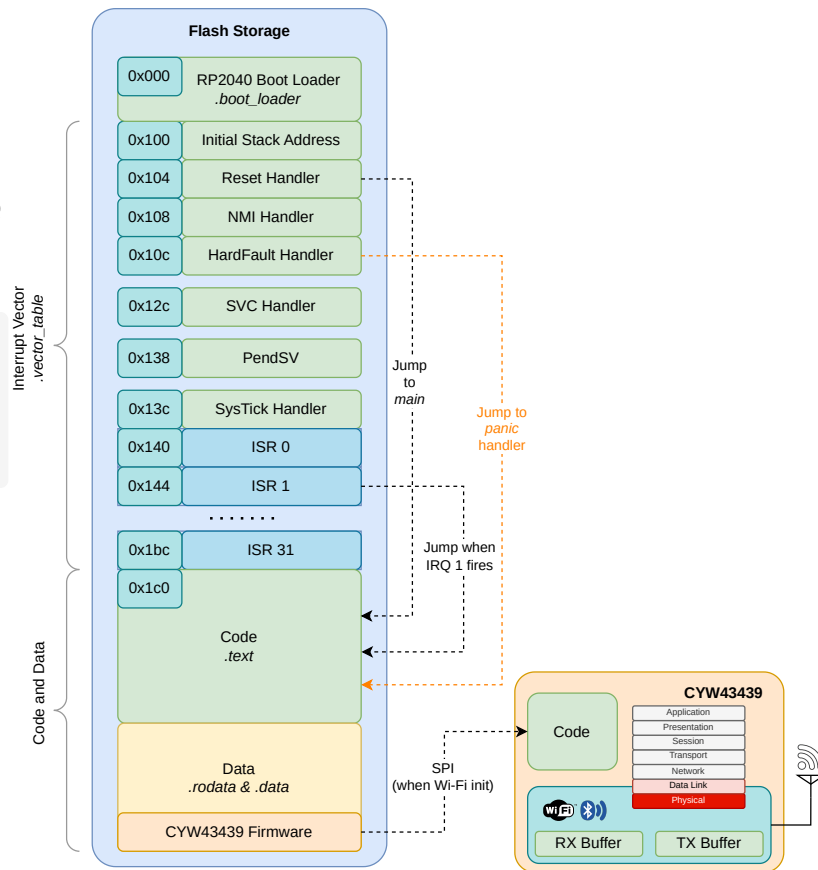 Flash Storage
0x000
RP2040 Boot Loader
.boot_loader
0x100
Initial Stack Address
0x104
Reset Handler
0x108
NMI Handler
0x10c
HardFault Handler
0x12c
SVC Handler
0x138
PendSV
0x13c
SysTick Handler
0x140
ISR 0
0x144
ISR 1
.......
0x1bc
ISR 31
0x1c0
Code
.text
Data
.rodata & .data
CYW43439 Firmware
Interrupt Vector
.vector_table
Code and Data
Jump
to
main
Jump to
panic
handler
Jump when
IRQ 1 fires
SPI
(when Wi-Fi init)
CYW43439
Code
Application
Presentation
Session
Transport
Network
Data Link
Physical
Wi Fi
RX Buffer
TX Buffer